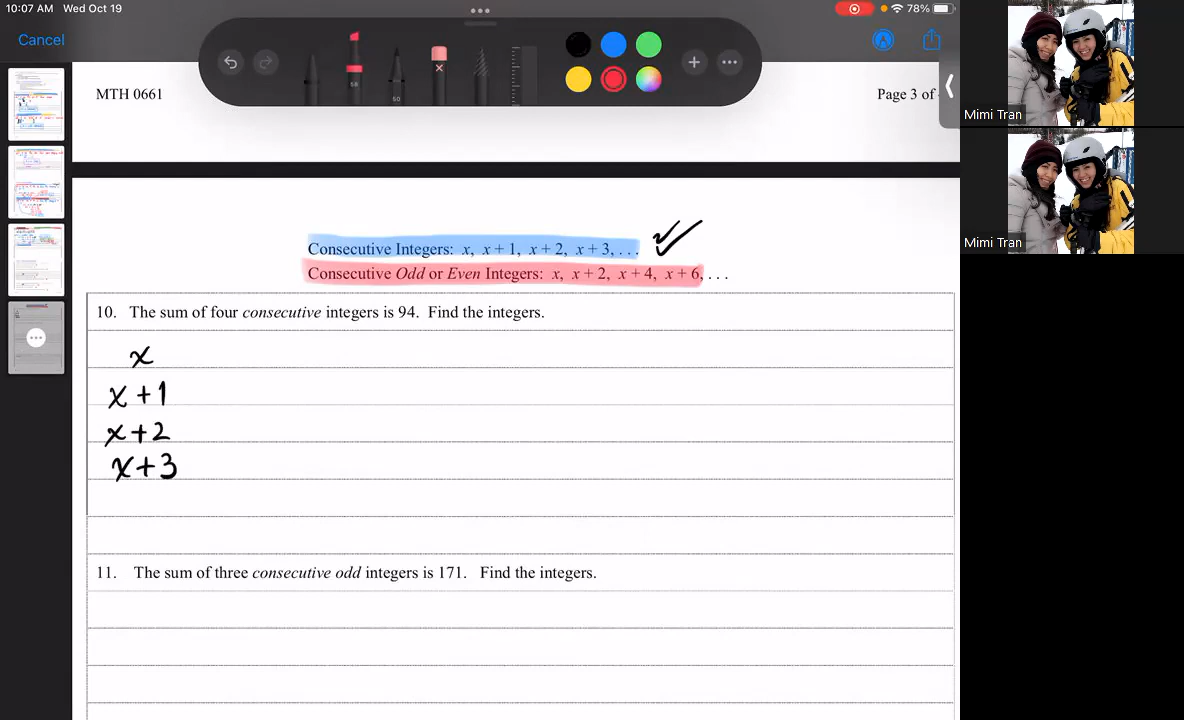 10:07 AM Wed Oct 19
78%
Cancel
MTH 0661
Page 3 of
Consecutive Integers: x, x + 1, x + 2, x + 3, . . .
Consecutive Odd or Even Integers: x, x + 2, x + 4, x + 6, . . .
10. The sum of four consecutive integers is 94. Find the integers.
x
x + 1
x + 2
x + 3
11. The sum of three consecutive odd integers is 171. Find the integers.
Mimi Tran
Mimi Tran